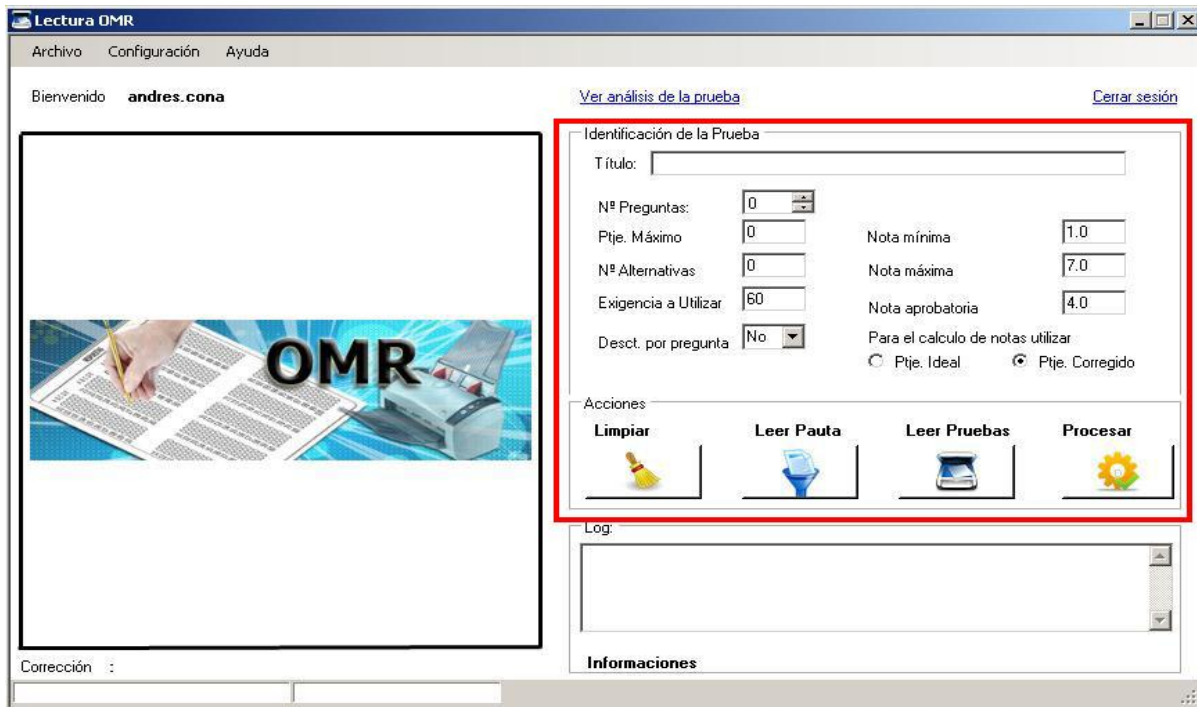 Lectura OMR
Archivo Configuración Ayuda
Bienvenido andres.cona
Ver análisis de la prueba
Cerrar sesión
OMR
Corrección :
Identificación de la Prueba
Título:
Nº Preguntas: 0
Ptje. Máximo 0 Nota mínima 1.0
Nº Alternativas 0 Nota máxima 7.0
Exigencia a Utilizar 60 Nota aprobatoria 4.0
Desct. por pregunta No Para el calculo de notas utilizar
Ptje. Ideal Ptje. Corregido
Acciones
Limpiar Leer Pauta Leer Pruebas Procesar
Log:
Informaciones